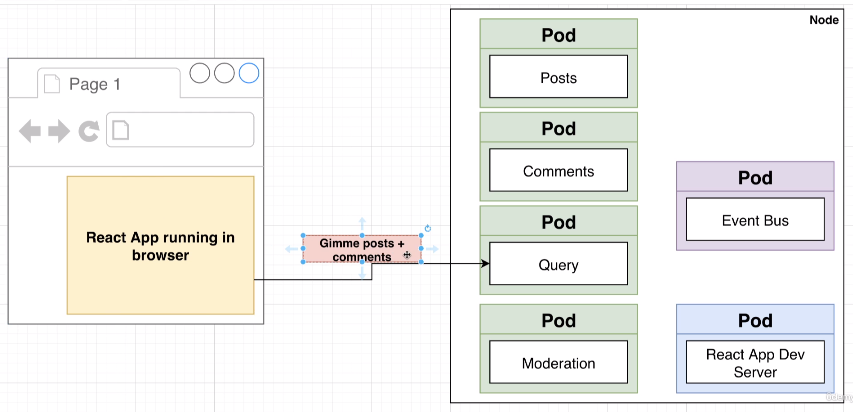 Node
Page 1
React App running in
browser
Gimme posts +
comments
Pod
Posts
Pod
Comments
Pod
Query
Pod
Moderation
Pod
Event Bus
Pod
React App Dev
Server